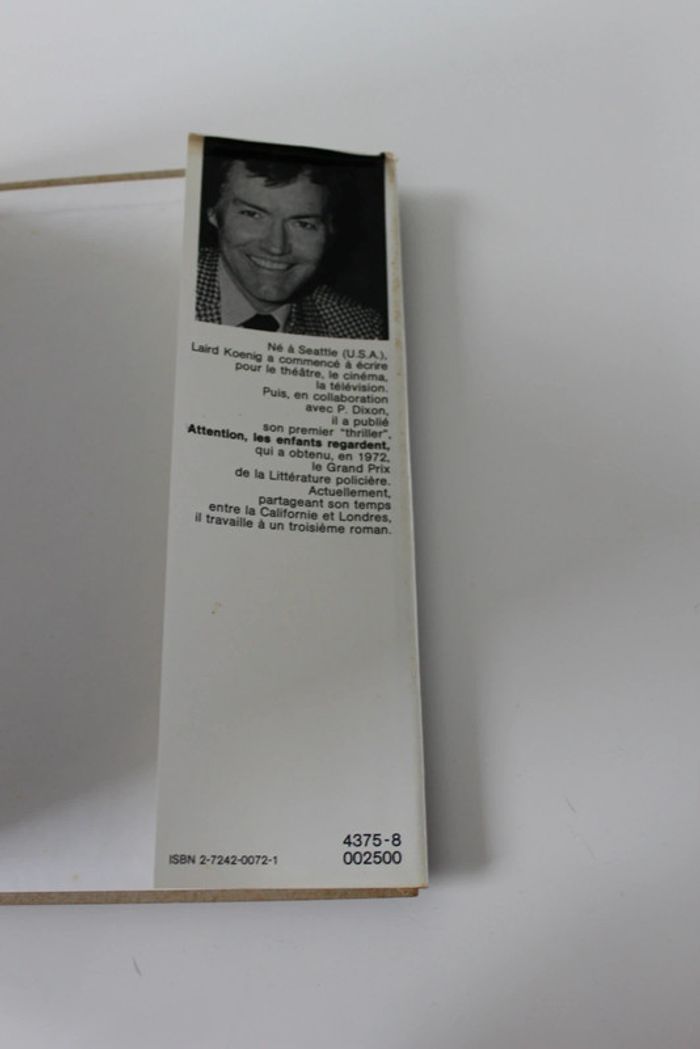 Né à Seattle (U.S.A.),
Laird Koenig a commencé à écrire
pour le théâtre, le cinéma,
la télévision.
Puis, en collaboration
avec P. Dixon,
il a publié
son premier "thriller",
Attention, les enfants regardent,
qui a obtenu, en 1972,
le Grand Prix
de la Littérature policière.
Actuellement,
partageant son temps
entre la Californie et Londres,
il travaille à un troisième roman.
4375-8
ISBN 2-7242-0072-1 002500